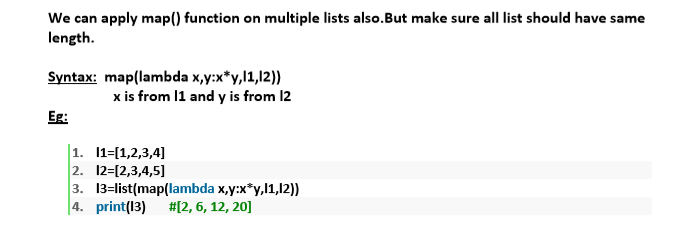 We can apply map() function on multiple lists also.But make sure all list should have same
length.
Syntax: map(lambda x,y:x*y,l1,l2))
x is from l1 and y is from l2
Eg:
1. l1=[1,2,3,4]
2. l2=[2,3,4,5]
3. l3=list(map(lambda x,y:x*y,l1,l2))
4. print(l3) #[2, 6, 12, 20]